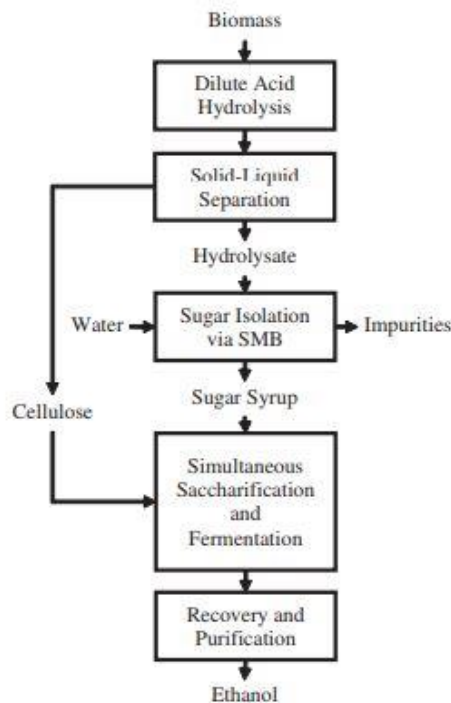 Biomass
Dilute Acid
Hydrolysis
Solid-Liquid
Separation
Hydrolysate
Water
Sugar Isolation
via SMB
Impurities
Sugar Syrup
Cellulose
Simultaneous
Saccharification
and
Fermentation
Recovery and
Purification
Ethanol